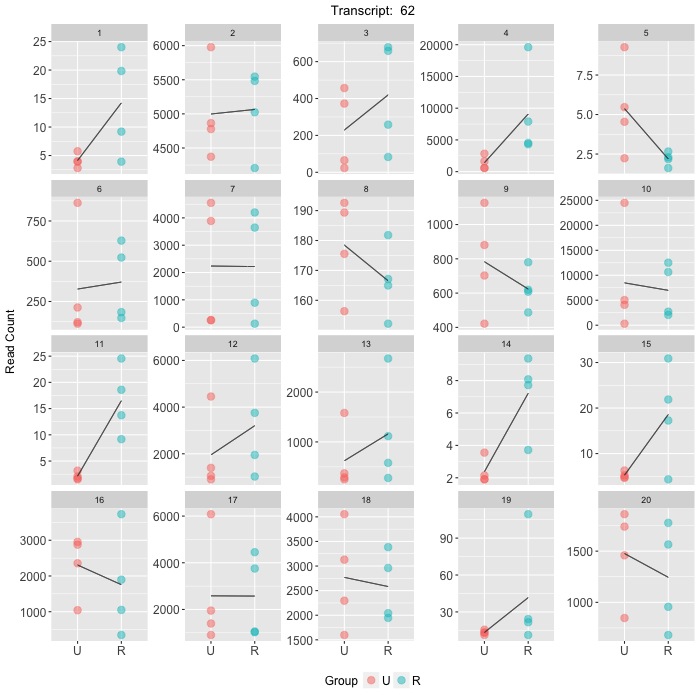 Transcript: 62
1 2 3 4 5
25 20 15 10 5
6000 5500 5000 4500
600 400 200 0
20000 15000 10000 5000 0
7.5 5.0 2.5
6 7 8 9 10
750 500 250
4000 3000 2000 1000 0
190 180 170 160
1000 800 600 400
25000 20000 15000 10000 5000 0
Read Count
11 12 13 14 15
25 20 15 10 5
6000 4000 2000
2000 1000
8 6 4 2
30 20 10
16 17 18 19 20
3000 2000 1000
6000 4000 2000
4000 3500 3000 2500 2000 1500
90 60 30
1500 1000
U R U R U R U R U R
Group U R